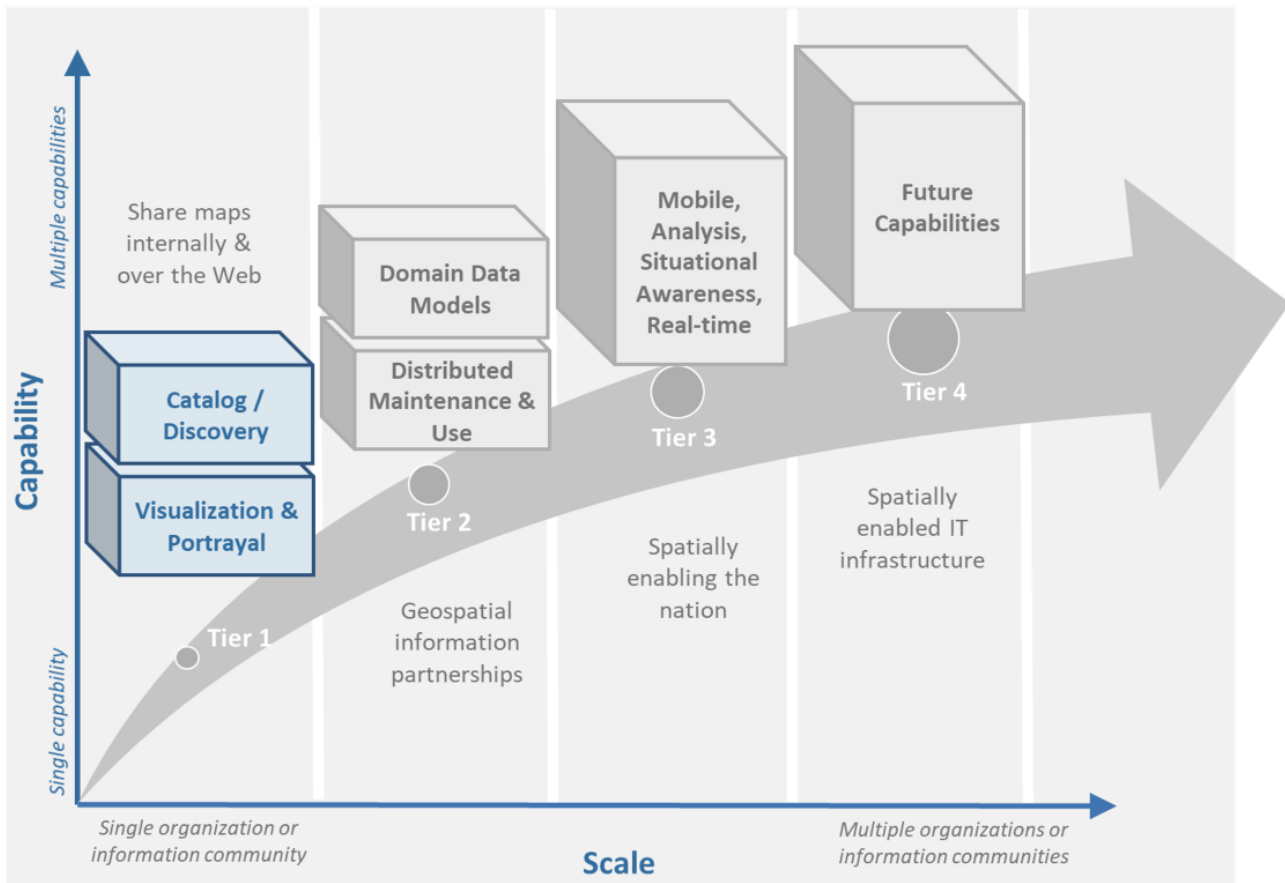 Capability
Multiple capabilities
Single capability
Share maps
internally &
over the Web
Catalog /
Discovery
Visualization &
Portrayal
Tier 1
Domain Data
Models
Distributed
Maintenance &
Use
Tier 2
Geospatial
information
partnerships
Mobile,
Analysis,
Situational
Awareness,
Real-time
Tier 3
Spatially
enabling the
nation
Future
Capabilities
Tier 4
Spatially
enabled IT
infrastructure
Single organization or
information community
Scale
Multiple organizations or
information communities